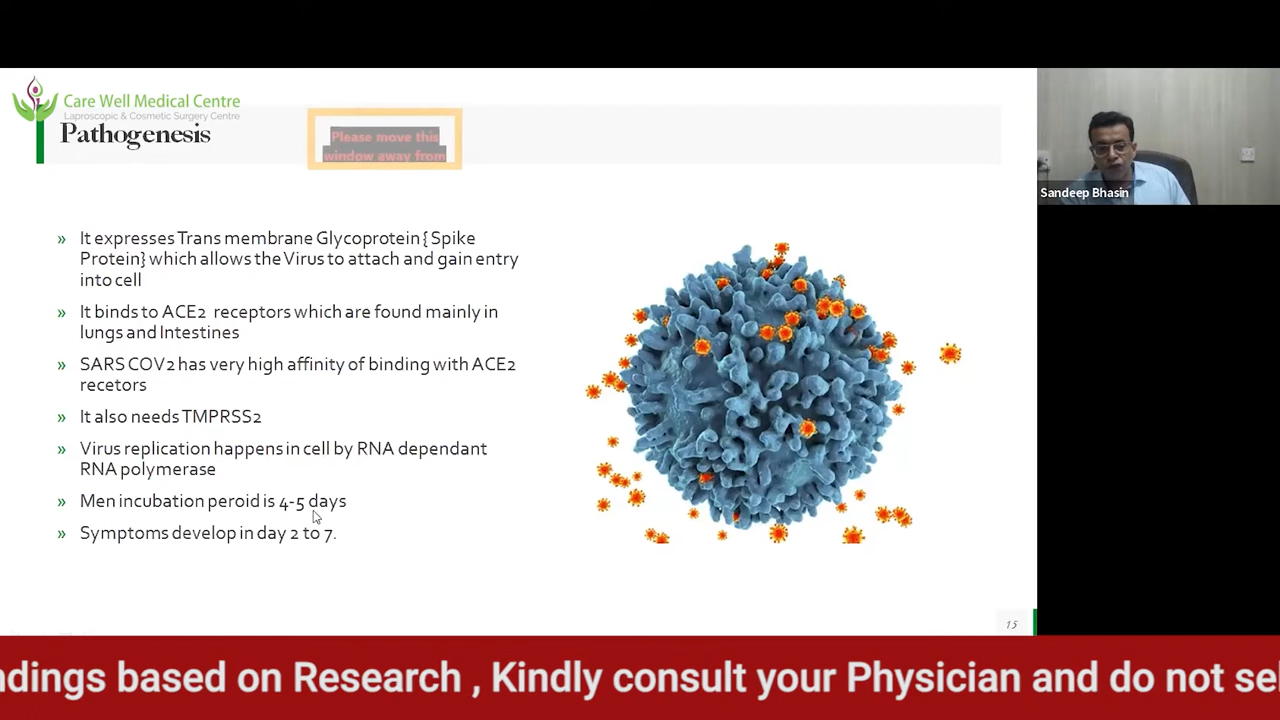 Care Well Medical Centre
Laproscopic & Cosmetic Surgery Centre
Pathogenesis
Please move this
window away from
Sandeep Bhasin
» It expresses Trans membrane Glycoprotein { Spike
Protein} which allows the Virus to attach and gain entry
into cell
» It binds to ACE2 receptors which are found mainly in
lungs and Intestines
» SARS COV2 has very high affinity of binding with ACE2
recetors
» It also needs TMPRSS2
» Virus replication happens in cell by RNA dependant
RNA polymerase
» Men incubation peroid is 4-5 days
» Symptoms develop in day 2 to 7.
15
ndings based on Research , Kindly consult your Physician and do not se